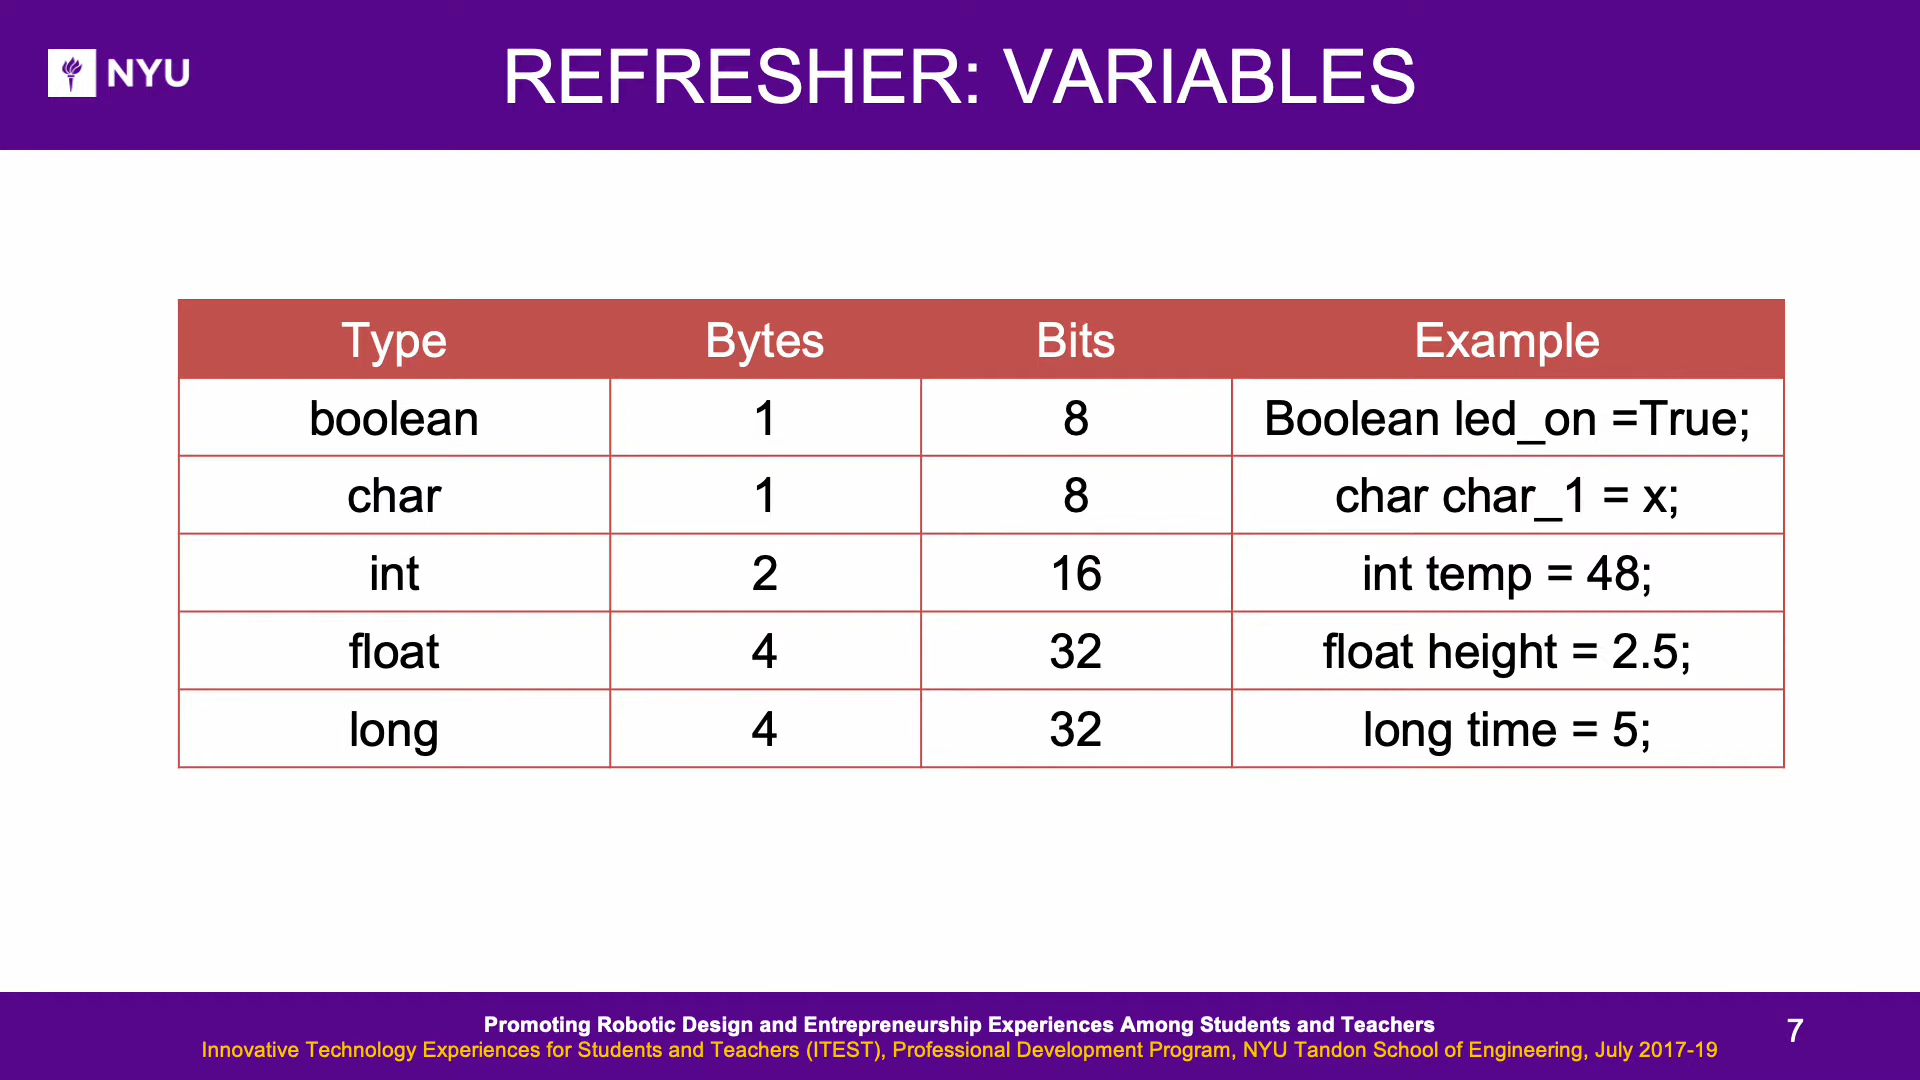 NYU
REFRESHER: VARIABLES
Type Bytes Bits Example
boolean 1 8 Boolean led_on =True;
char 1 8 char char_1 = x;
int 2 16 int temp = 48;
float 4 32 float height = 2.5;
long 4 32 long time = 5;
Promoting Robotic Design and Entrepreneurship Experiences Among Students and Teachers
Innovative Technology Experiences for Students and Teachers (ITEST), Professional Development Program, NYU Tandon School of Engineering, July 2017-19
7